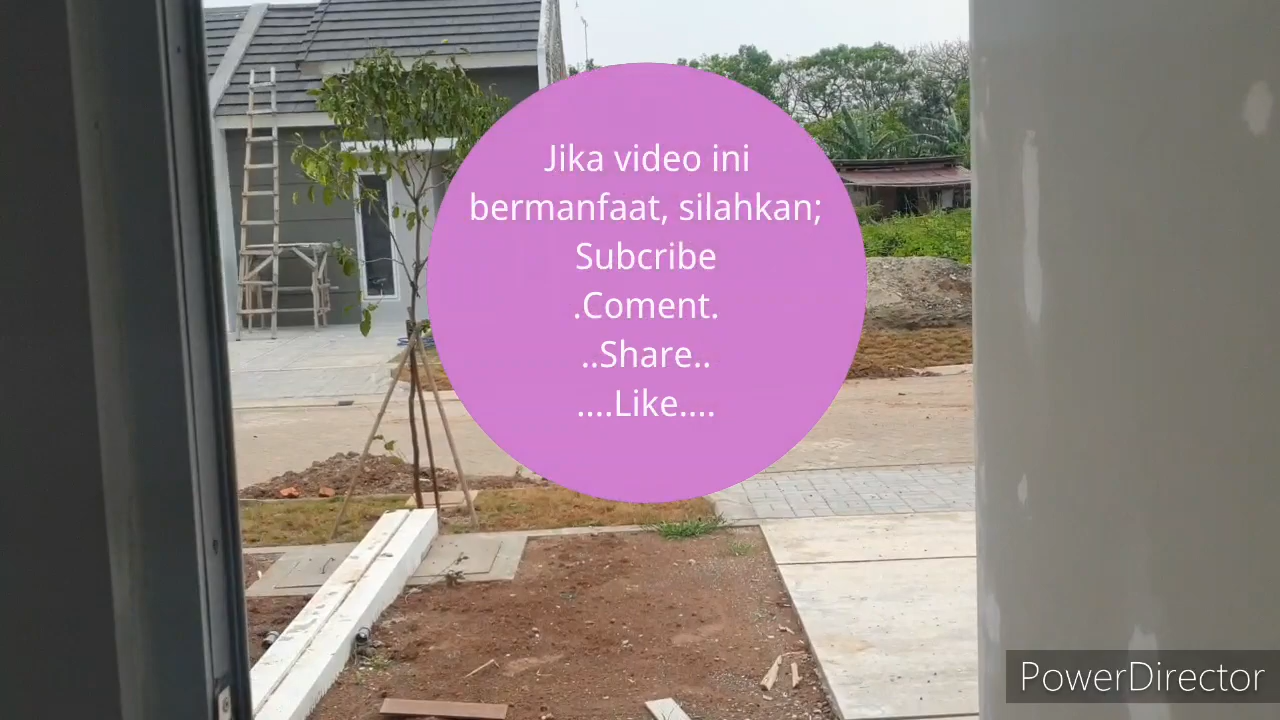 Jika video ini
bermanfaat, silahkan;
Subcribe
.Coment.
..Share..
....Like....
PowerDirector